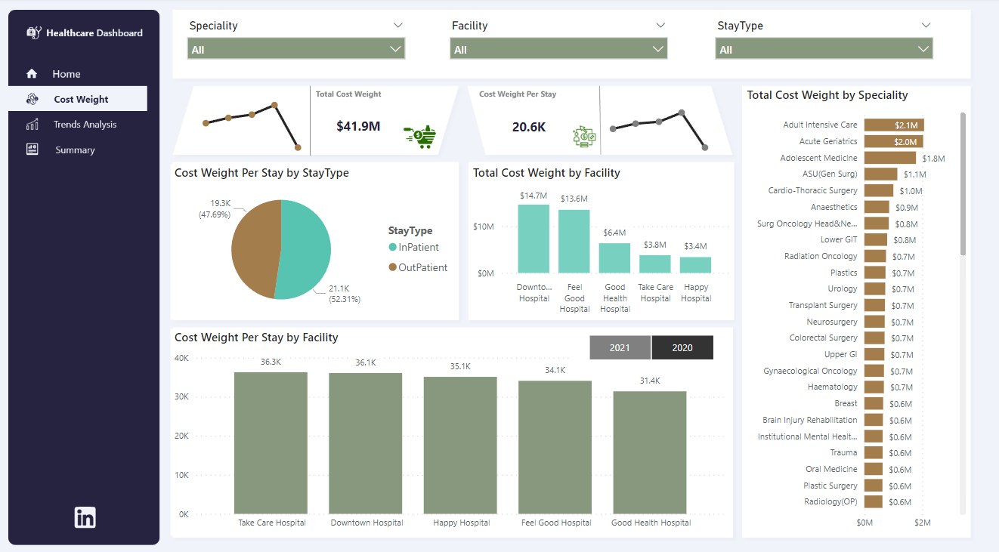 Healthcare Dashboard
Home
Cost Weight
Trends Analysis
Summary
in
Speciality
All
Facility
All
StayType
All
Total Cost Weight
$41.9M
Cost Weight Per Stay
20.6K
Cost Weight Per Stay by StayType
19.3K
(47.69%)
21.1K
(52.31%)
StayType
InPatient
OutPatient
Total Cost Weight by Facility
$10M
$0M
$14.7M
$13.6M
$6.4M
$3.8M
$3.4M
Downto...
Hospital
Feel
Good
Hospital
Good
Health
Hospital
Take Care
Hospital
Happy
Hospital
Cost Weight Per Stay by Facility
2021
2020
40K
30K
20K
10K
0K
36.3K
36.1K
35.1K
34.1K
31.4K
Take Care Hospital
Downtown Hospital
Happy Hospital
Feel Good Hospital
Good Health Hospital
Total Cost Weight by Speciality
Adult Intensive Care $2.1M
Acute Geriatrics $2.0M
Adolescent Medicine $1.8M
ASU(Gen Surg) $1.1M
Cardio-Thoracic Surgery $1.0M
Anaesthetics $0.9M
Surg Oncology Head&Ne... $0.8M
Lower GIT $0.8M
Radiation Oncology $0.7M
Plastics $0.7M
Urology $0.7M
Transplant Surgery $0.7M
Neurosurgery $0.7M
Colorectal Surgery $0.7M
Upper GI $0.7M
Gynaecological Oncology $0.7M
Haematology $0.7M
Breast $0.6M
Brain Injury Rehabilitation $0.6M
Institutional Mental Healt... $0.6M
Trauma $0.6M
Oral Medicine $0.6M
Plastic Surgery $0.6M
Radiology(OP) $0.6M
$0M
$2M